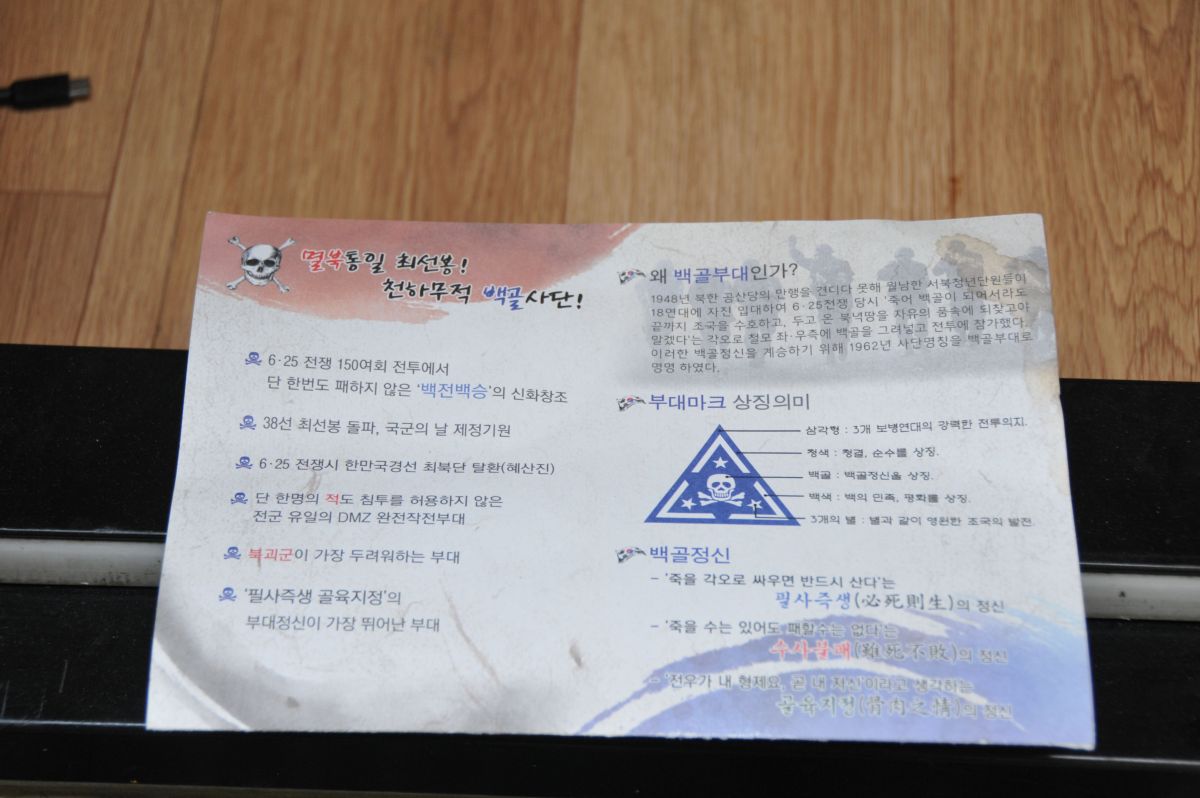 멸북통일 최선봉!
천하무적 백골사단!
6·25 전쟁 150여회 전투에서
단 한번도 패하지 않은 '백전백승'의 신화창조
38선 최선봉 돌파, 국군의 날 제정기원
6·25 전쟁시 한만국경선 최북단 탈환(혜산진)
단 한명의 적도 침투를 허용하지 않은
전군 유일의 DMZ 완전작전부대
북괴군이 가장 두려워하는 부대
'필사즉생 골육지정'의
부대정신이 가장 뛰어난 부대
왜 백골부대인가?
1948년 북한 공산당의 만행을 견디다 못해 월남한 서북청년단원들이
18연대에 자진 입대하여 6·25전쟁 당시 '죽어 백골이 되어서라도
끝까지 조국을 수호하고, 두고 온 북녘땅을 자유의 품속에 되찾고야
말겠다'는 각오로 철모 좌·우측에 백골을 그려넣고 전투에 참가했다.
이러한 백골정신을 계승하기 위해 1962년 사단명칭을 백골부대로
명명 하였다.
부대마크 상징의미
삼각형 : 3개 보병연대의 강력한 전투의지.
청색 : 청결, 순수를 상징.
백골 : 백골정신을 상징.
백색 : 백의 민족, 평화를 상징.
3개의 별 : 별과 같이 영원한 조국의 발전.
백골정신
- '죽을 각오로 싸우면 반드시 산다'는
필사즉생(必死則生)의 정신
- '죽을 수는 있어도 패할수는 없다'는
수사불패(雖死不敗)의 정신
- '전우가 내 형제요, 곧 내 자신'이라고 생각하는
골육지정(骨肉之情)의 정신